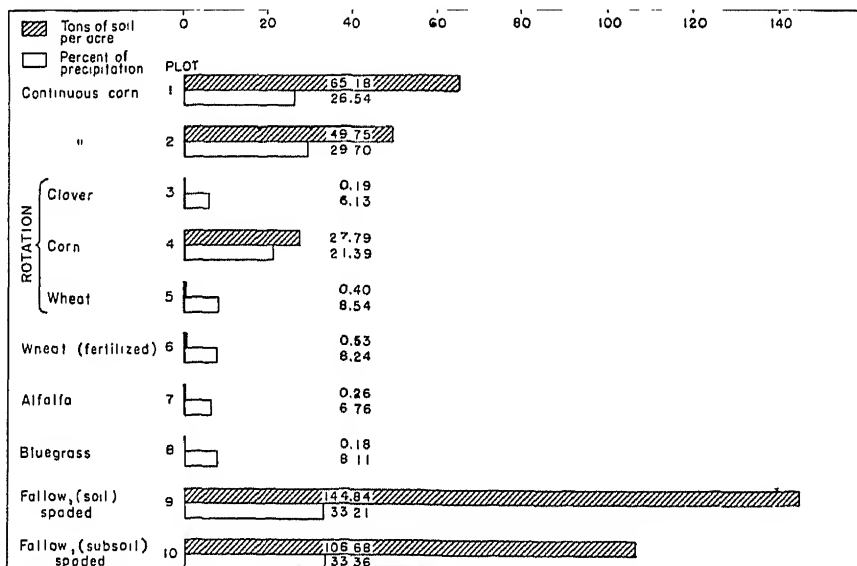 0 20 40 60 80 100 120 140
Tons of soil
per acre
Percent of
precipitation
PLOT
Continuous corn 1 65 18
26.54
" 2 49 75
29 70
ROTATION
Clover 3 0.19
6.13
Corn 4 27.79
21.39
Wheat 5 0.40
8.54
Wneat (fertilized) 6 0.53
8.24
Alfalfa 7 0.26
6 76
Bluegrass 8 0.18
8 11
Fallow, (soil) 9 144.84
spaded 33 21
Fallow, (subsoil) 10 106 68
spaded 33 36